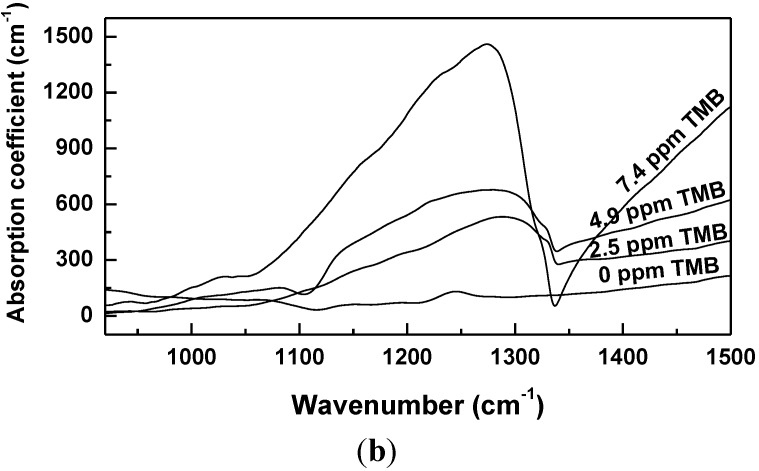 Absorption coefficient (cm⁻¹)
1500
1200
900
600
300
0
7.4 ppm TMB
4.9 ppm TMB
2.5 ppm TMB
0 ppm TMB
1000 1100 1200 1300 1400 1500
Wavenumber (cm⁻¹)
(b)